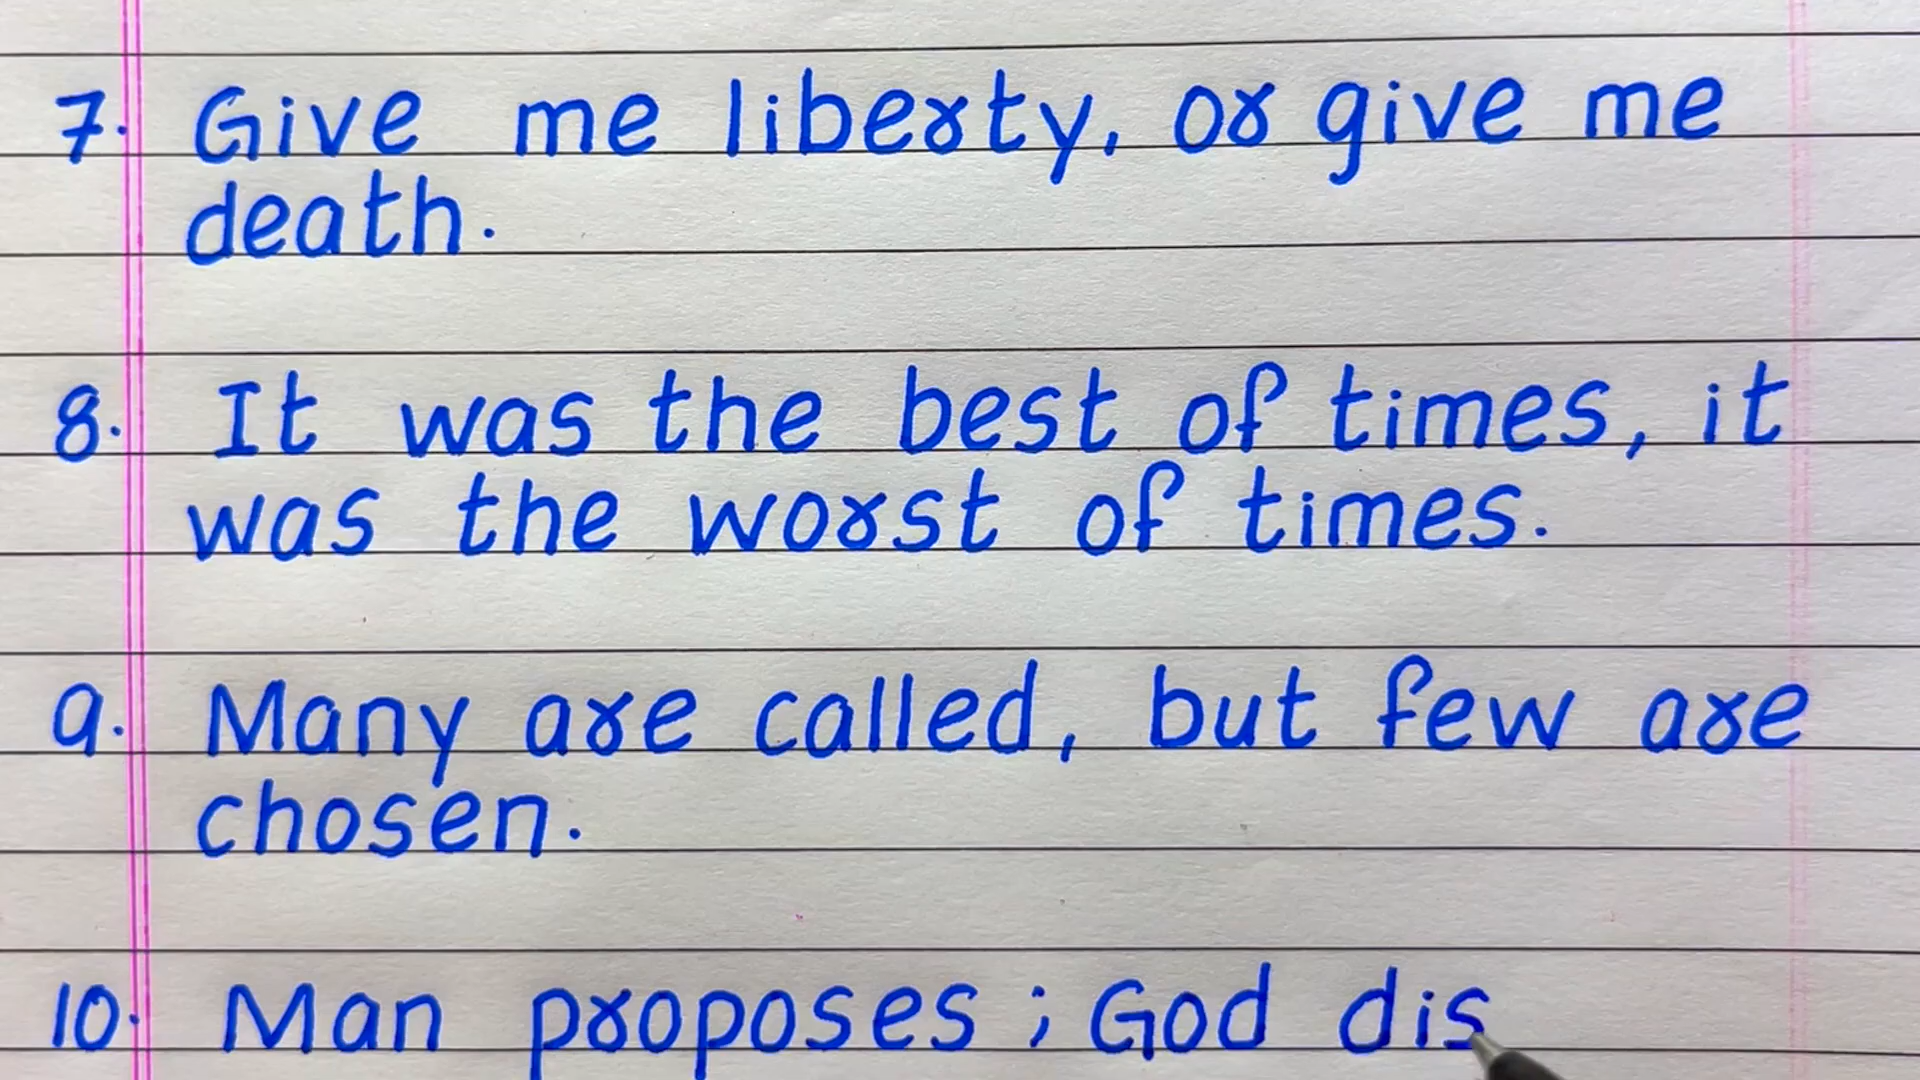 7. Give me liberty, or give me
death.
8. It was the best of times, it
was the worst of times.
9. Many are called, but few are
chosen.
10. Man proposes ; God dis